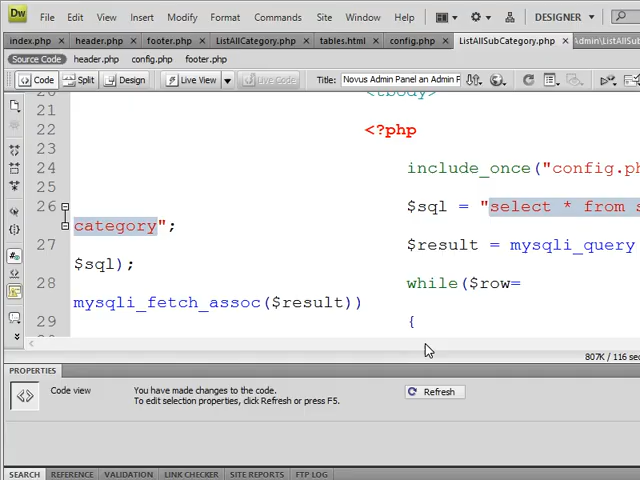 Dw File Edit View Insert Modify Format Commands Site Window Help DESIGNER
index.php × header.php × footer.php × ListAllCategory.php × tables.html × config.php × ListAllSubCategory.php × \Admin\ListAllSub
Source Code header.php config.php footer.php
Code Split Design Live View Live Code Title: Novus Admin Panel an Admin P
20 <tbody>
21
22 <?php
23
24 include_once("config.ph
25
26 $sql = "select * from s
category";
27 $result = mysqli_query
$sql);
28 while($row=
mysqli_fetch_assoc($result))
29 {
807K / 116 sec
PROPERTIES
Code view You have made changes to the code. Refresh
To edit selection properties, click Refresh or press F5.
SEARCH REFERENCE VALIDATION LINK CHECKER SITE REPORTS FTP LOG